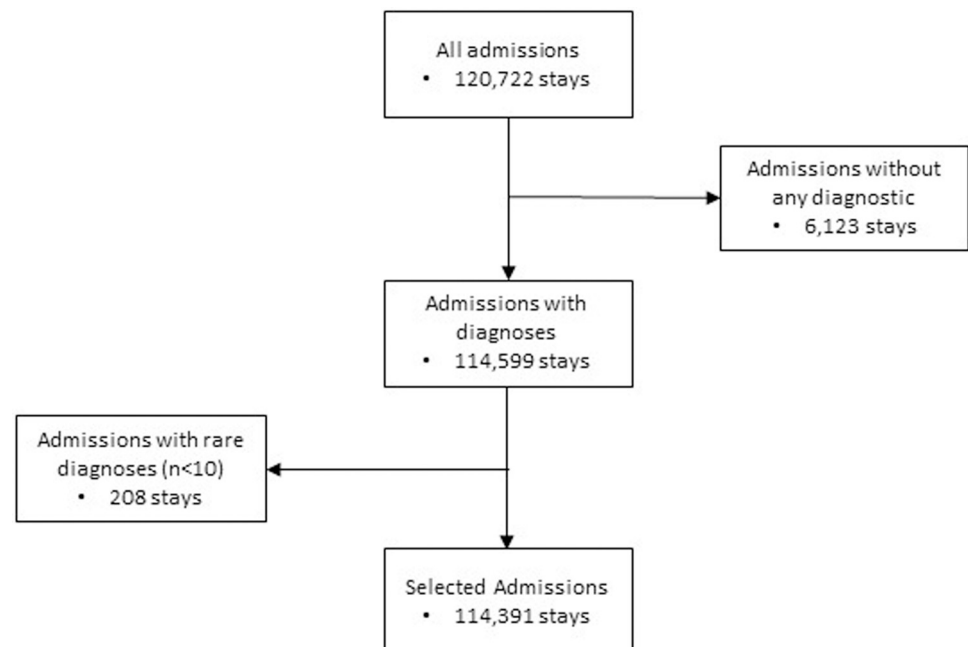 All admissions
• 120,722 stays
Admissions without
any diagnostic
• 6,123 stays
Admissions with
diagnoses
• 114,599 stays
Admissions with rare
diagnoses (n<10)
• 208 stays
Selected Admissions
• 114,391 stays